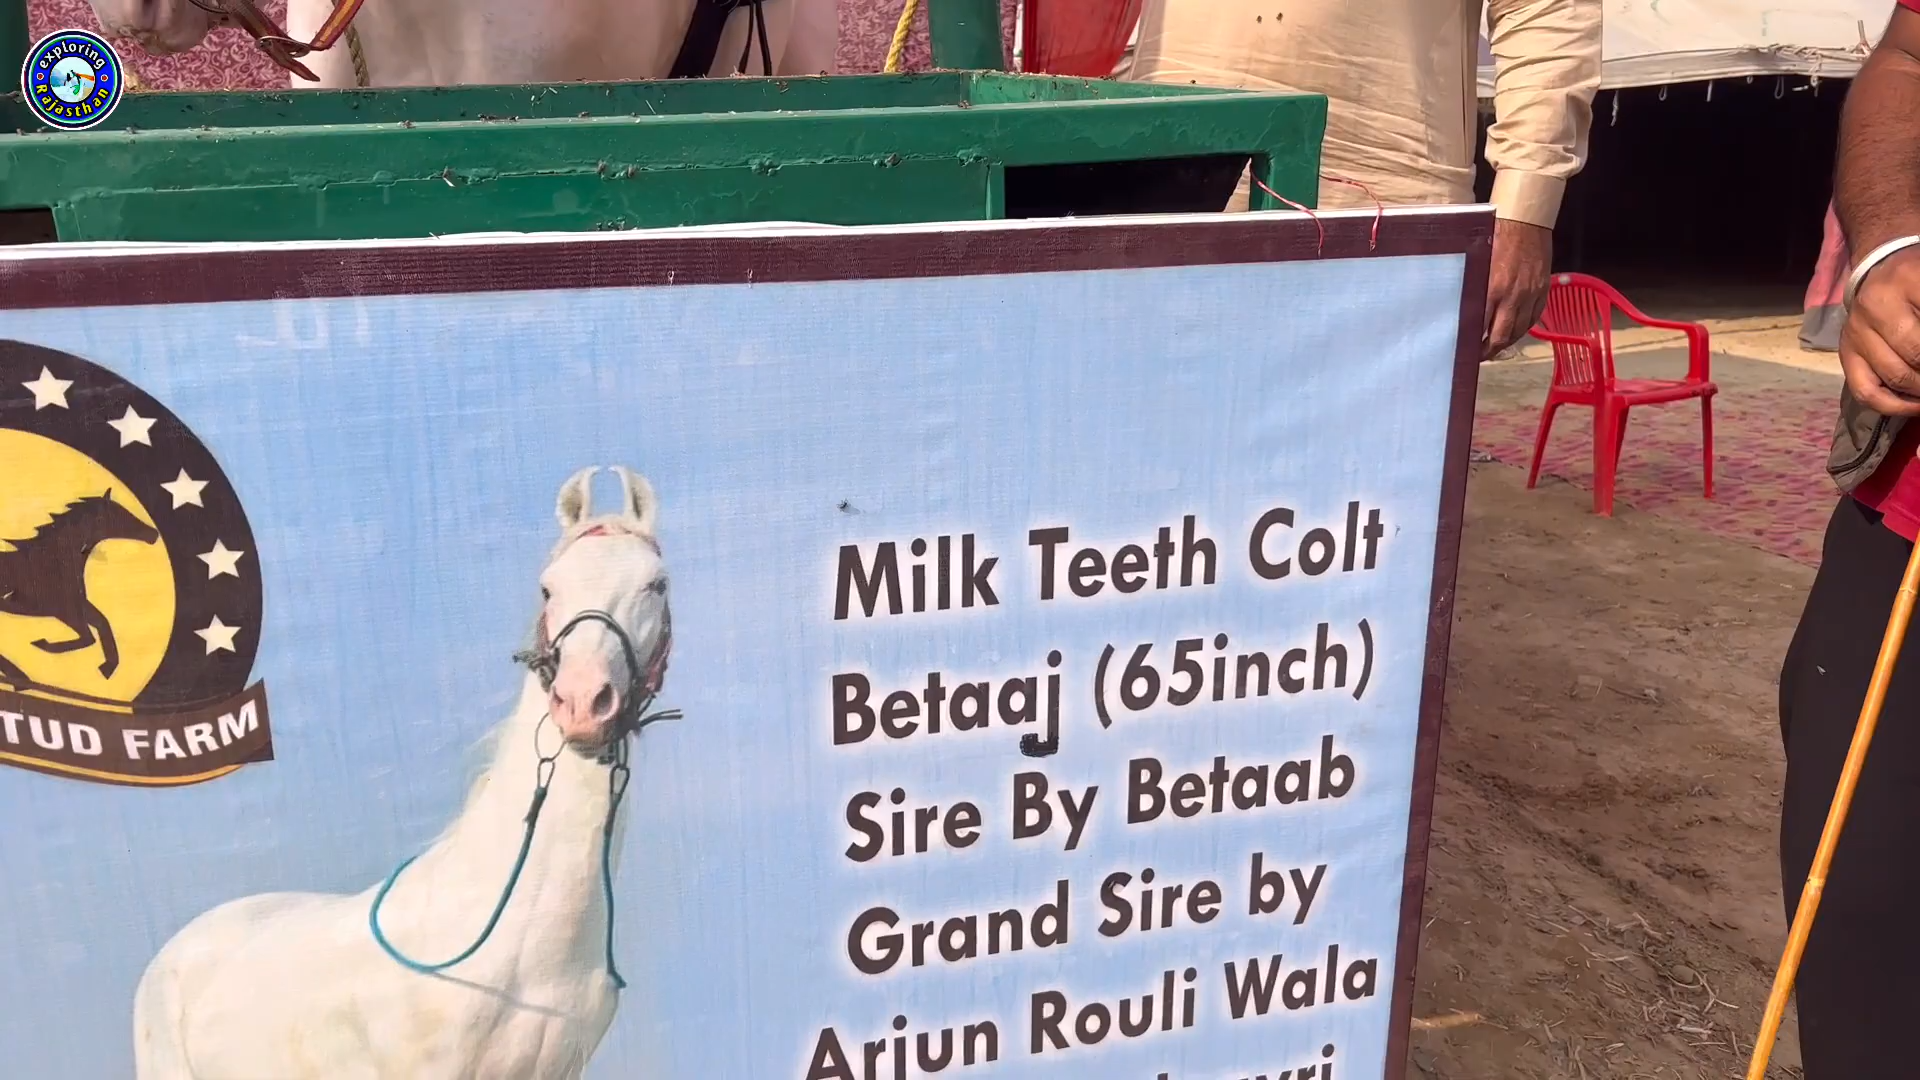 exploring
Rajasthan
TUD FARM
Milk Teeth Colt
Betaaj (65inch)
Sire By Betaab
Grand Sire by
Arjun Rouli Wala